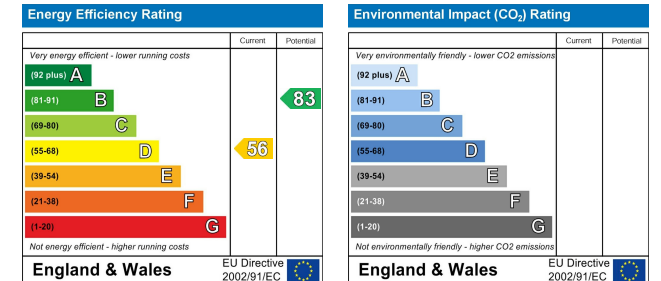 Energy Efficiency Rating
Current Potential
Very energy efficient - lower running costs
(92 plus) A
(81-91) B
83
(69-80) C
(55-68) D
56
(39-54) E
(21-38) F
(1-20) G
Not energy efficient - higher running costs
England & Wales
EU Directive
2002/91/EC
Environmental Impact (CO₂) Rating
Current Potential
Very environmentally friendly - lower CO2 emissions
(92 plus) A
(81-91) B
(69-80) C
(55-68) D
(39-54) E
(21-38) F
(1-20) G
Not environmentally friendly - higher CO2 emissions
England & Wales
EU Directive
2002/91/EC